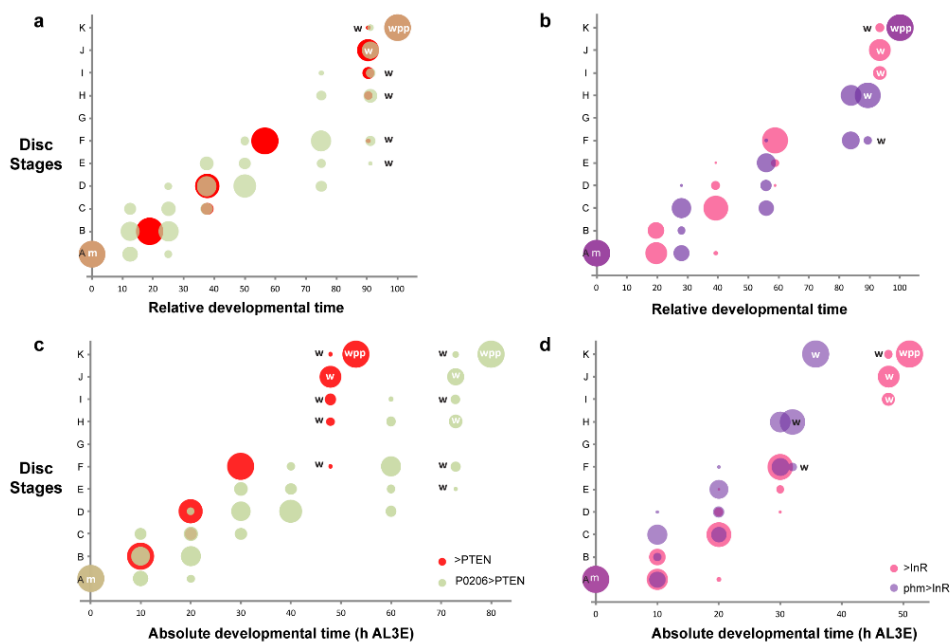 a
b
K
w
wpp
K
w
wpp
J
w
J
w
I
w
I
w
H
w
H
w
G
G
Disc
Stages
F
w
F
w
E
w
E
D
D
C
C
B
B
A
m
A
m
0 10 20 30 40 50 60 70 80 90 100
0 10 20 30 40 50 60 70 80 90 100
Relative developmental time
Relative developmental time
c
d
K
w
wpp
w
wpp
K
w
w
wpp
J
w
w
J
w
I
w
w
I
w
H
w
w
H
w
G
G
Disc
Stages
F
w
w
F
w
E
w
E
D
D
C
C
>PTEN
>InR
B
B
P0206>PTEN
phm>InR
A
m
A
m
0 10 20 30 40 50 60 70 80
0 10 20 30 40 50
Absolute developmental time (h AL3E)
Absolute developmental time (h AL3E)